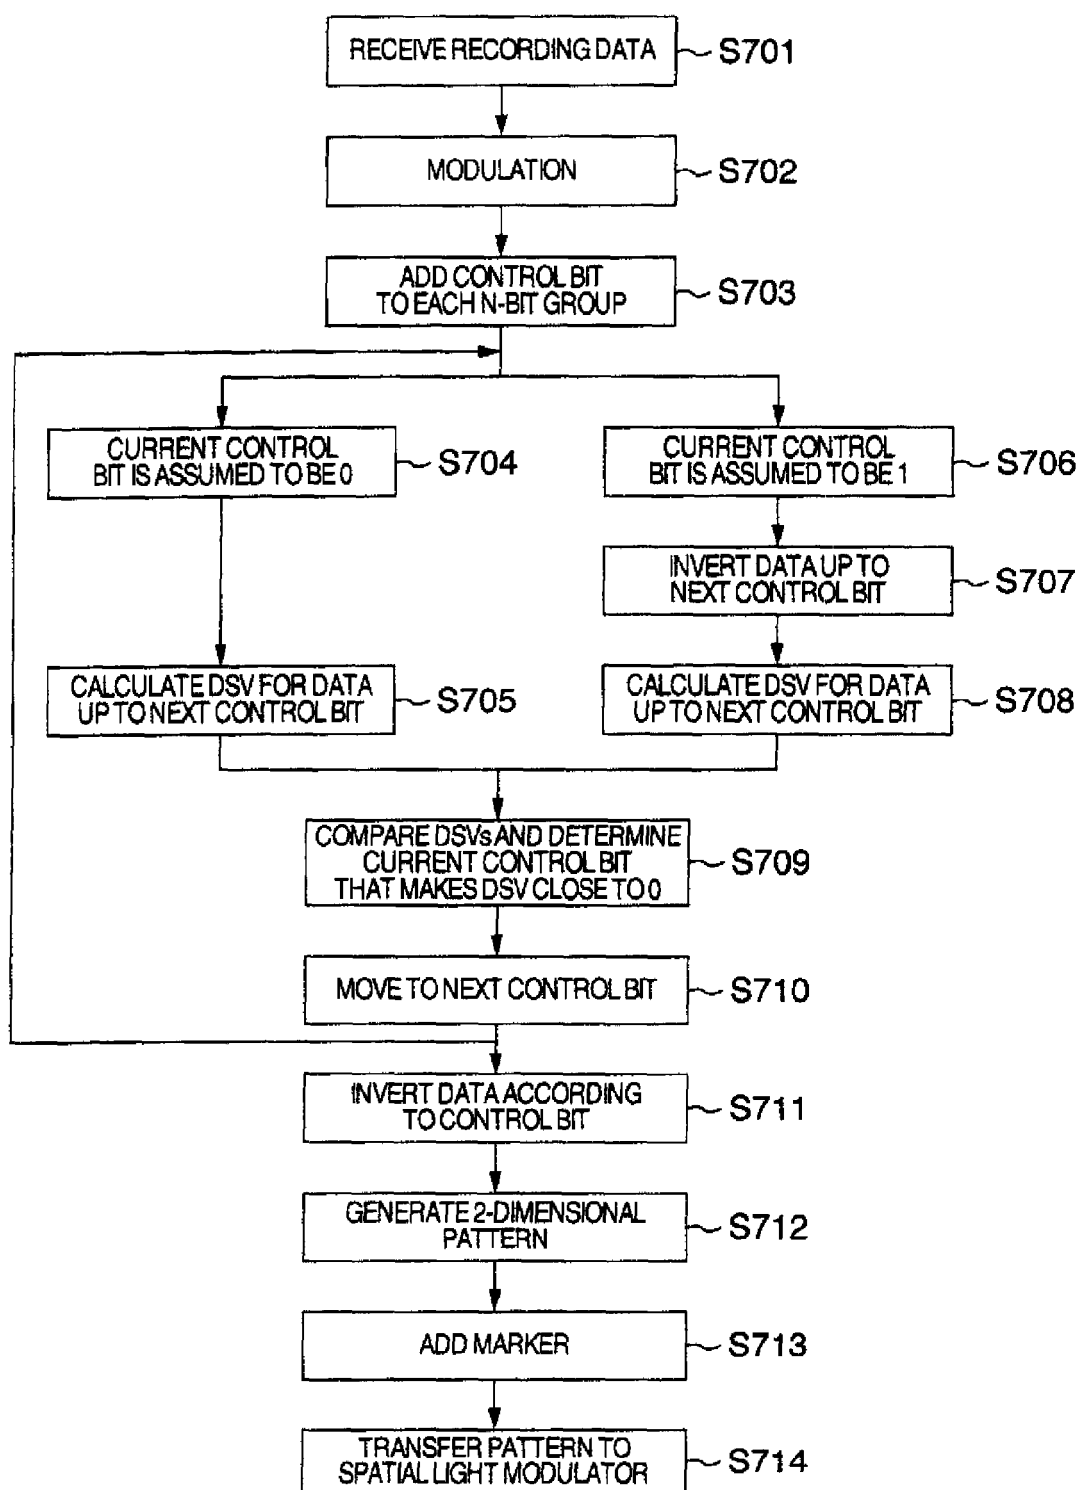 RECEIVE RECORDING DATA S701
MODULATION S702
ADD CONTROL BIT
TO EACH N-BIT GROUP S703
CURRENT CONTROL
BIT IS ASSUMED TO BE 0 S704
CURRENT CONTROL
BIT IS ASSUMED TO BE 1 S706
INVERT DATA UP TO
NEXT CONTROL BIT S707
CALCULATE DSV FOR DATA
UP TO NEXT CONTROL BIT S705
CALCULATE DSV FOR DATA
UP TO NEXT CONTROL BIT S708
COMPARE DSVs AND DETERMINE
CURRENT CONTROL BIT
THAT MAKES DSV CLOSE TO 0 S709
MOVE TO NEXT CONTROL BIT S710
INVERT DATA ACCORDING
TO CONTROL BIT S711
GENERATE 2-DIMENSIONAL
PATTERN S712
ADD MARKER S713
TRANSFER PATTERN TO
SPATIAL LIGHT MODULATOR S714